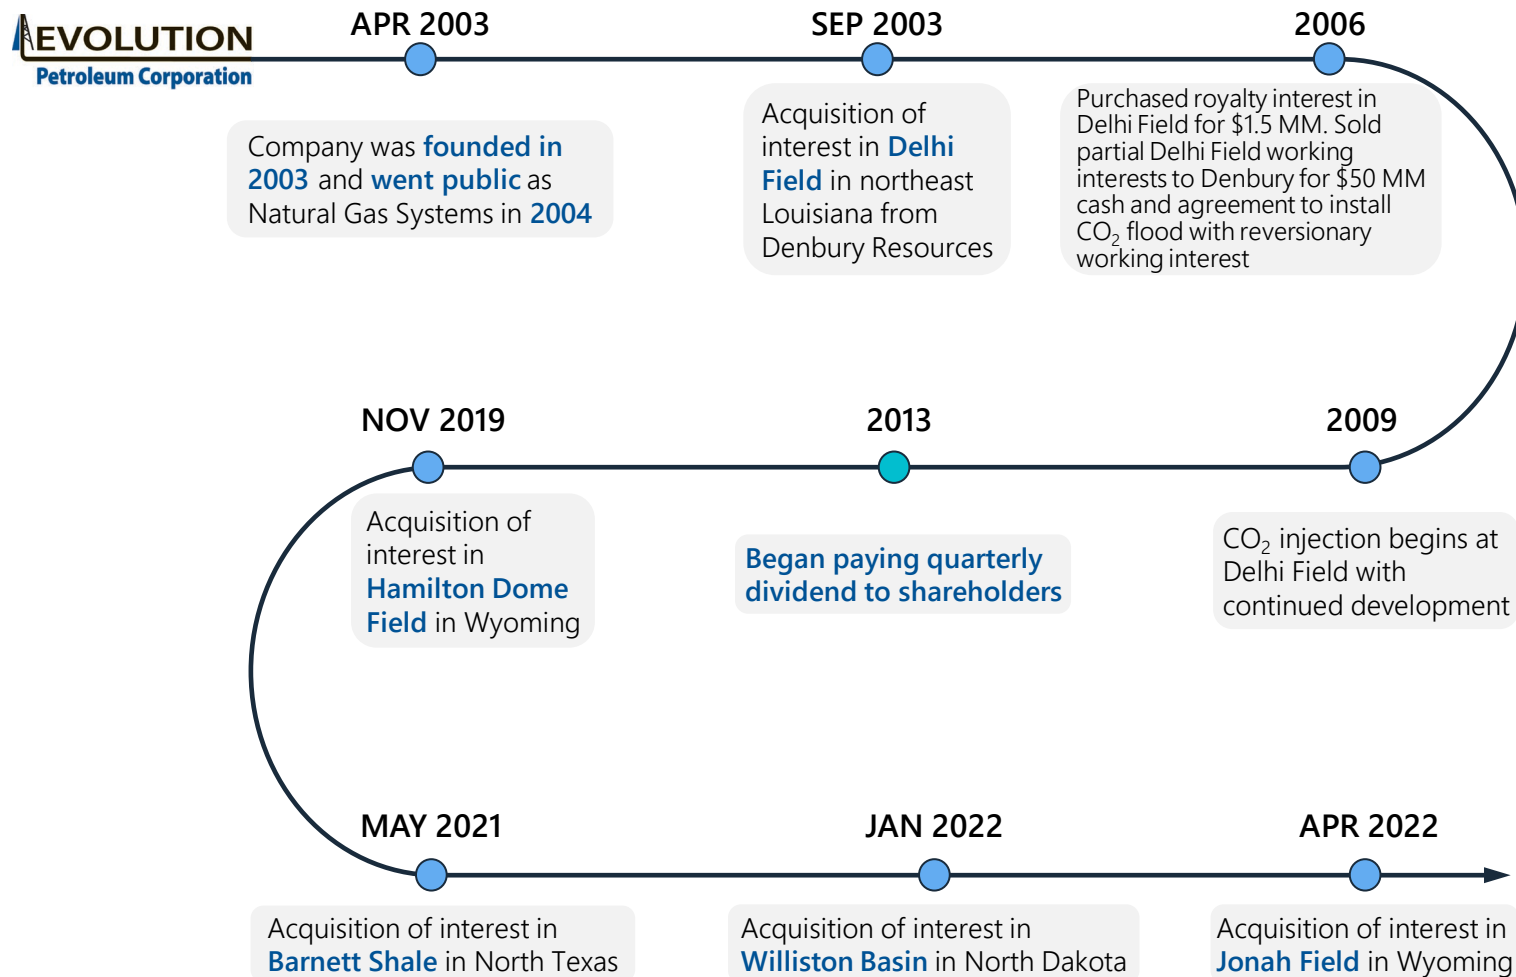 EVOLUTION
Petroleum Corporation
APR 2003
Company was founded in
2003 and went public as
Natural Gas Systems in 2004
SEP 2003
Acquisition of
interest in Delhi
Field in northeast
Louisiana from
Denbury Resources
2006
Purchased royalty interest in
Delhi Field for $1.5 MM. Sold
partial Delhi Field working
interests to Denbury for $50 MM
cash and agreement to install
CO₂ flood with reversionary
working interest
2009
CO₂ injection begins at
Delhi Field with
continued development
2013
Began paying quarterly
dividend to shareholders
NOV 2019
Acquisition of
interest in
Hamilton Dome
Field in Wyoming
MAY 2021
Acquisition of interest in
Barnett Shale in North Texas
JAN 2022
Acquisition of interest in
Williston Basin in North Dakota
APR 2022
Acquisition of interest in
Jonah Field in Wyoming